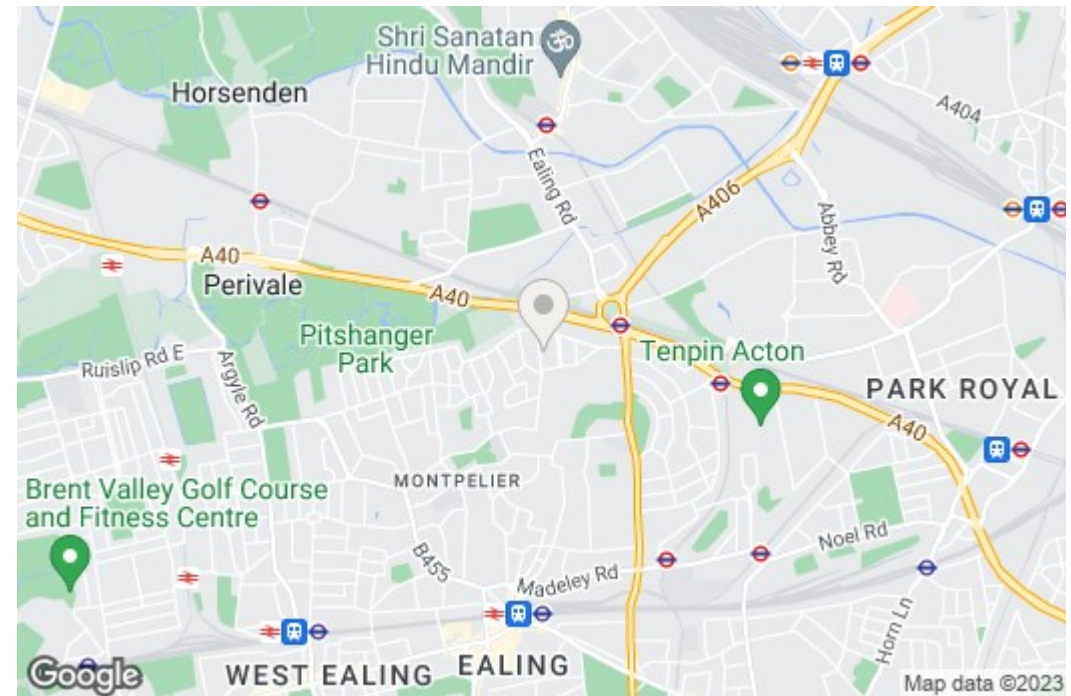 Shri Sanatan
Hindu Mandir
Horsenden
A404
Ealing Rd
A406
Abbey Rd
A40
Perivale
A40
Pitshanger
Park
Tenpin Acton
Ruislip Rd E
Argyle Rd
PARK ROYAL
A40
MONTPELIER
Brent Valley Golf Course
and Fitness Centre
Noel Rd
B455
Madeley Rd
Horn Ln
WEST EALING
EALING
Google
Map data ©2023